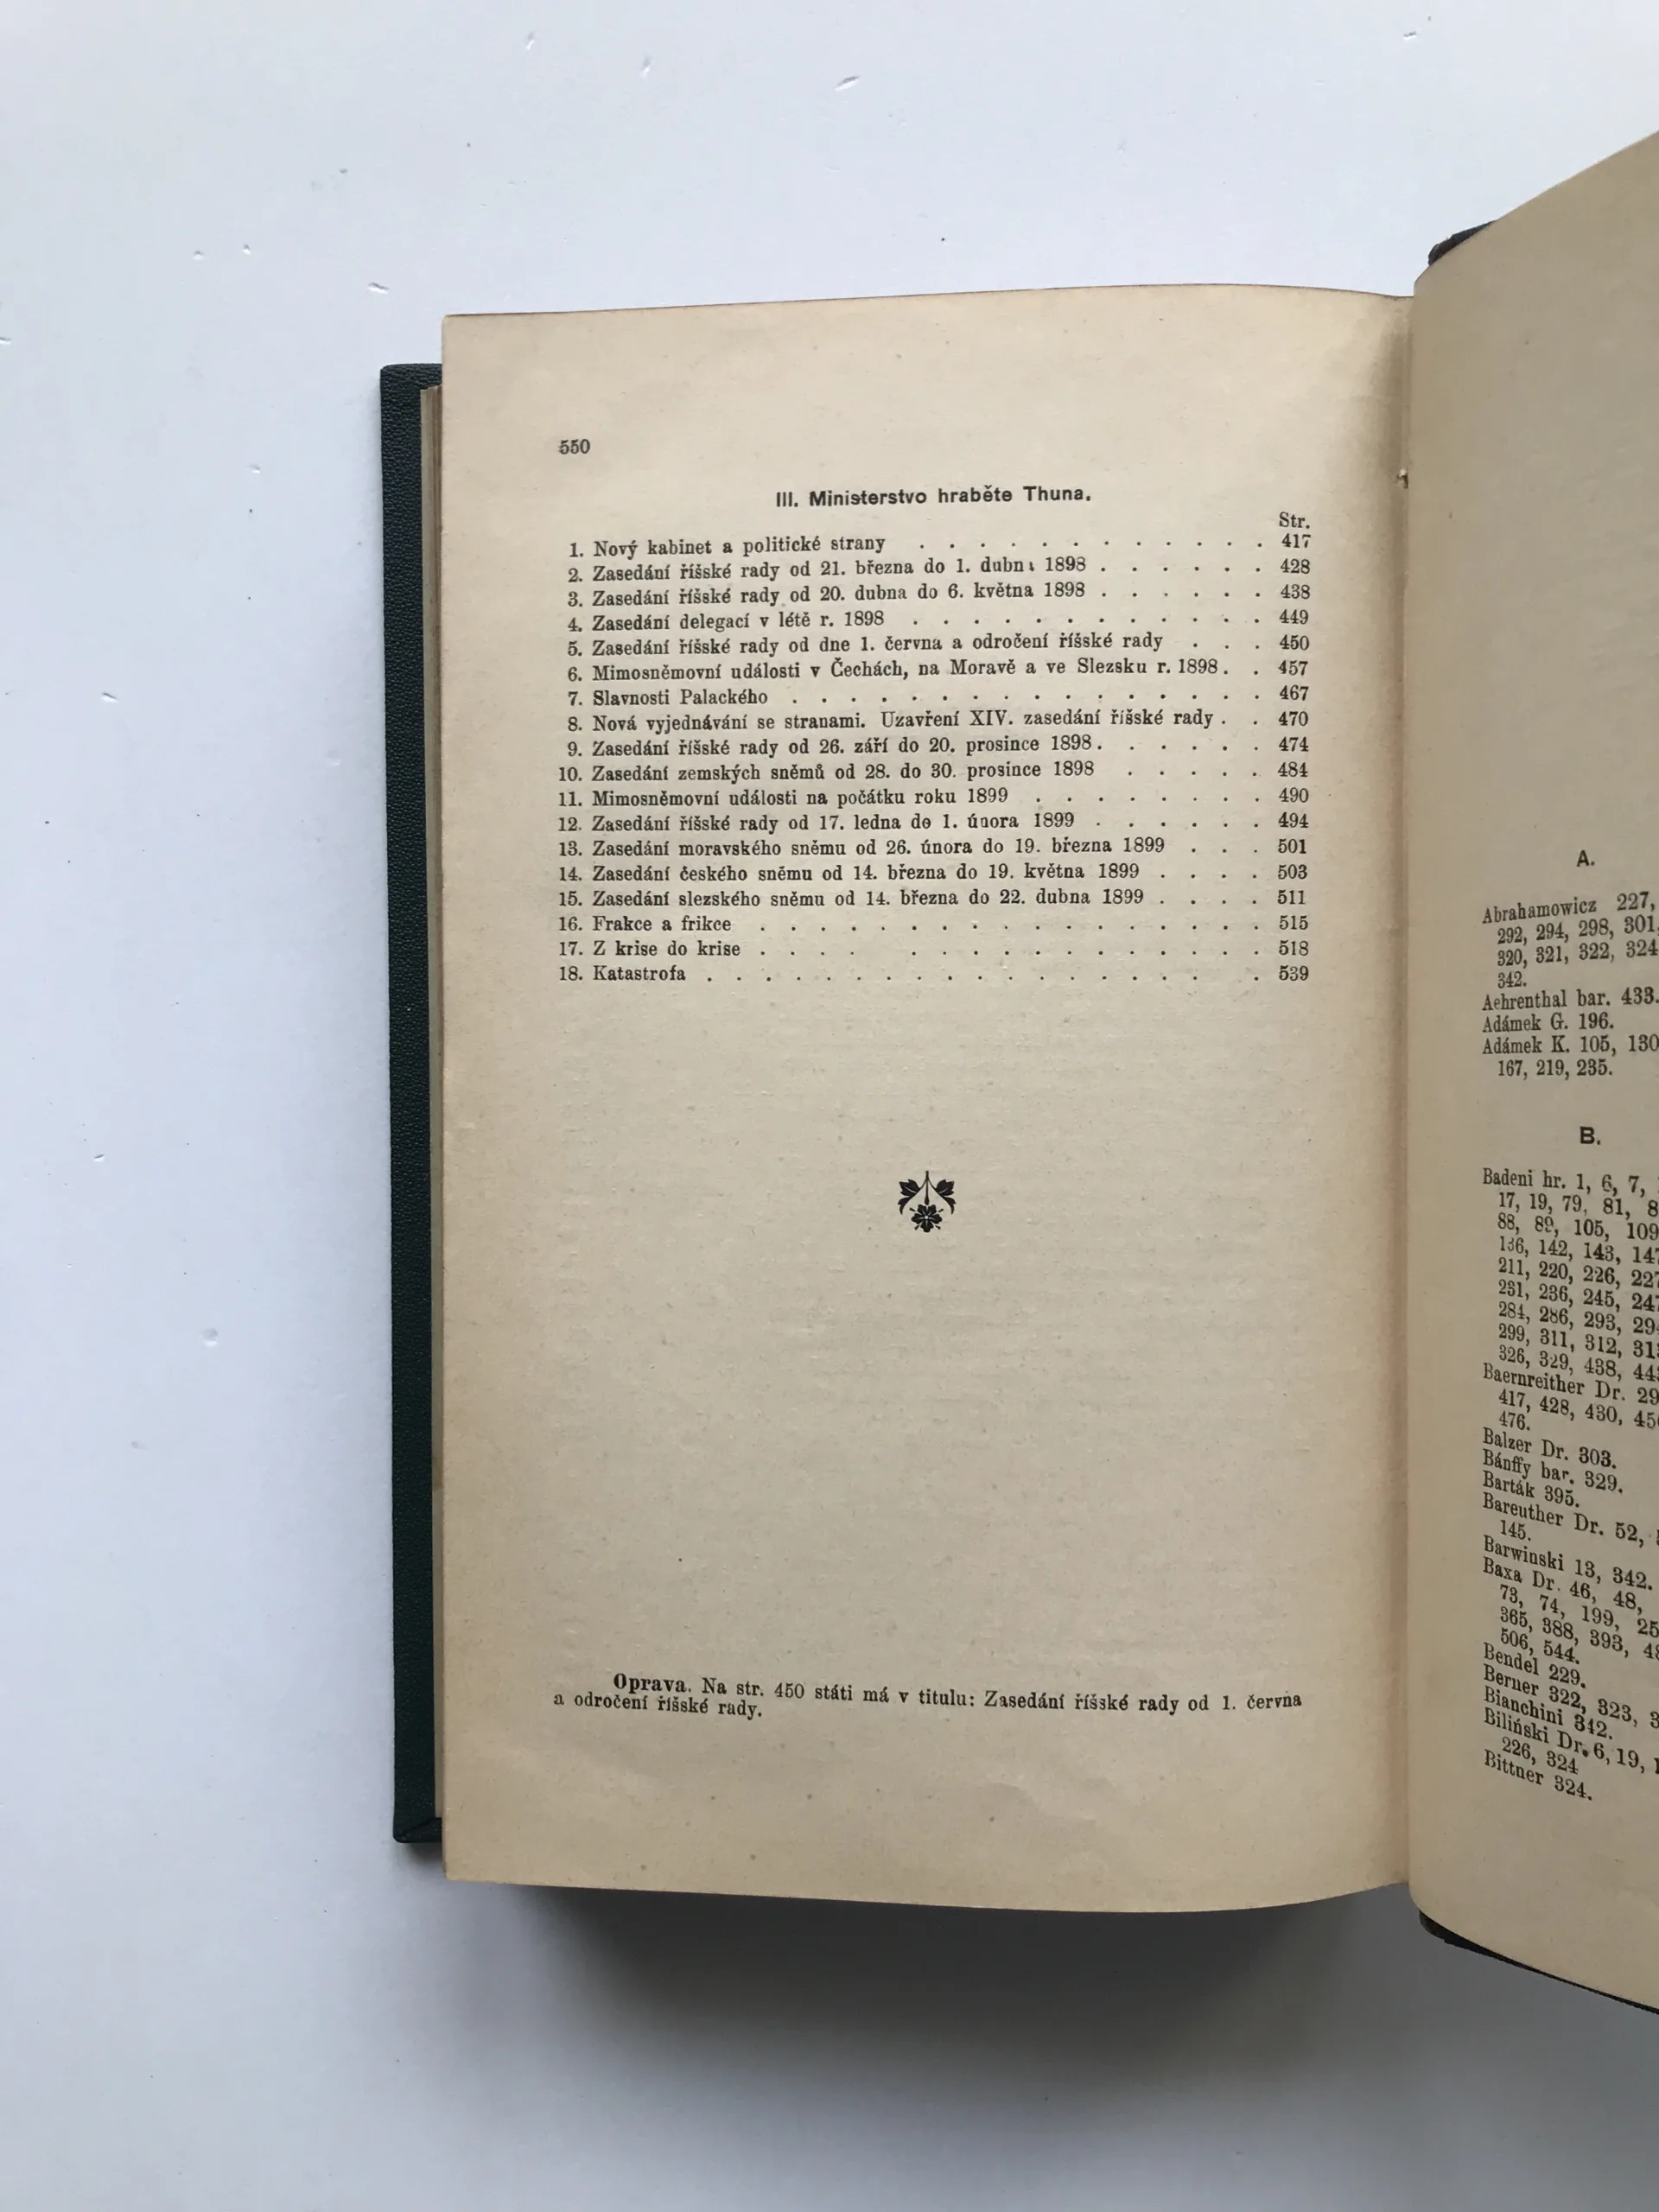 550
III. Ministerstvo hraběte Thuna.
Str.
1. Nový kabinet a politické strany . . . . . . . . . . . . 417
2. Zasedání říšské rady od 21. března do 1. dubna 1898 . . . . . . 428
3. Zasedání říšské rady od 20. dubna do 6. května 1898 . . . . . . 438
4. Zasedání delegací v létě r. 1898 . . . . . . . . . . . . 449
5. Zasedání říšské rady od dne 1. června a odročení říšské rady . . . 450
6. Mimosněmovní události v Čechách, na Moravě a ve Slezsku r. 1898 . . 457
7. Slavnosti Palackého . . . . . . . . . . . . . . . . 467
8. Nová vyjednávání se stranami. Uzavření XIV. zasedání říšské rady . . 470
9. Zasedání říšské rady od 26. září do 20. prosince 1898 . . . . . . 474
10. Zasedání zemských sněmů od 28. do 30. prosince 1898 . . . . . 484
11. Mimosněmovní události na počátku roku 1899 . . . . . . . . 490
12. Zasedání říšské rady od 17. ledna do 1. února 1899 . . . . . . 494
13. Zasedání moravského sněmu od 26. února do 19. března 1899 . . . 501
14. Zasedání českého sněmu od 14. března do 19. května 1899 . . . . 503
15. Zasedání slezského sněmu od 14. března do 22. dubna 1899 . . . . 511
16. Frakce a frikce . . . . . . . . . . . . . . . . . 515
17. Z krise do krise . . . . . . . . . . . . . . . . 518
18. Katastrofa . . . . . . . . . . . . . . . . . . 539
Oprava. Na str. 450 státi má v titulu: Zasedání říšské rady od 1. června
a odročení říšské rady.
A.
Abrahamowicz 227,
292, 294, 298, 301,
320, 321, 322, 324
342.
Aehrenthal bar. 433.
Adámek G. 196.
Adámek K. 105, 130
167, 219, 235.
B.
Badeni hr. 1, 6, 7,
17, 19, 79, 81,
88, 89, 105, 109
136, 142, 143,
211, 220, 226, 227
231, 236, 245,
284, 286, 293,
299, 311, 312,
326, 329, 438,
Baernreither Dr.
417, 428, 430,
476.
Balzer Dr. 303.
Bánffy bar. 329.
Barták 395.
Bareuther Dr. 52,
145.
Barwinski 13, 342.
Baxa Dr. 46, 48,
73, 74, 199,
365, 388, 393,
506, 544.
Bendel 229.
Berner 322, 323,
Bianchini 342.
Biliński Dr. 6, 19,
226, 324
Bittner 324.